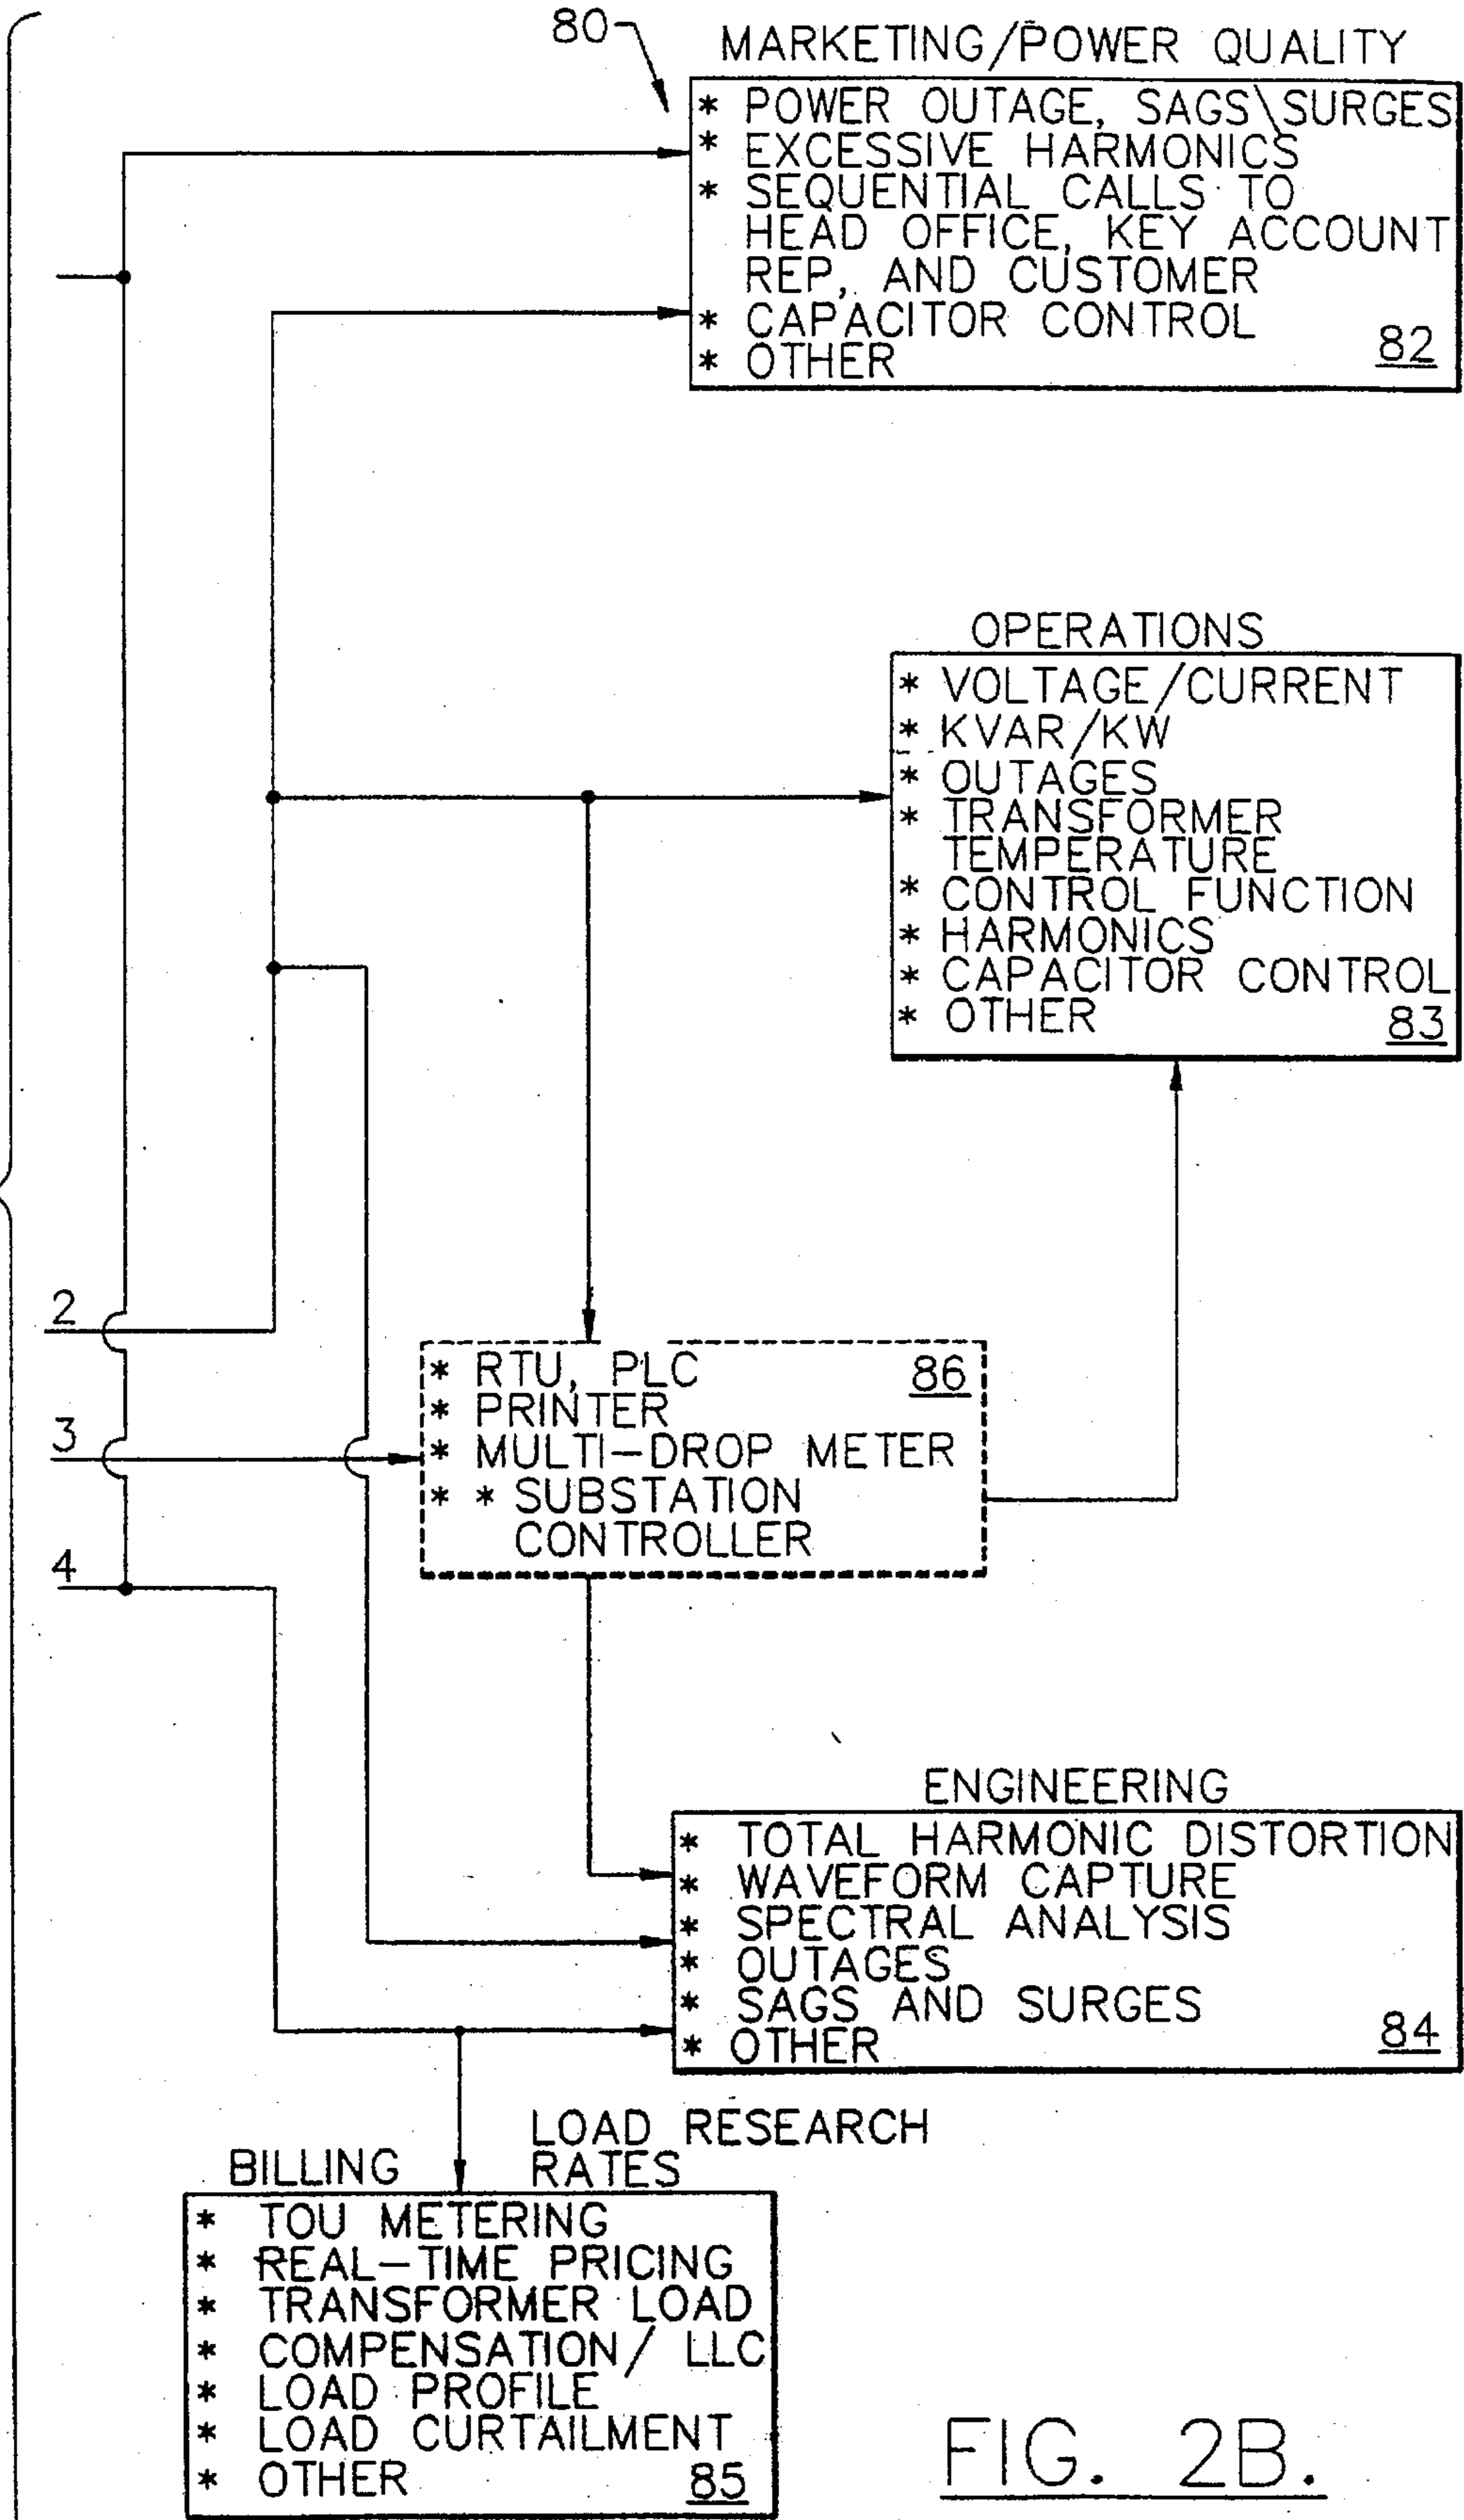 80
MARKETING/POWER QUALITY
* POWER OUTAGE, SAGS\SURGES
* EXCESSIVE HARMONICS
* SEQUENTIAL CALLS TO
HEAD OFFICE, KEY ACCOUNT
REP, AND CUSTOMER
* CAPACITOR CONTROL
* OTHER
82
OPERATIONS
* VOLTAGE/CURRENT
* KVAR/KW
* OUTAGES
* TRANSFORMER
TEMPERATURE
* CONTROL FUNCTION
* HARMONICS
* CAPACITOR CONTROL
* OTHER
83
2
3
4
* RTU, PLC
86
* PRINTER
* MULTI-DROP METER
* * SUBSTATION
CONTROLLER
ENGINEERING
* TOTAL HARMONIC DISTORTION
* WAVEFORM CAPTURE
* SPECTRAL ANALYSIS
* OUTAGES
* SAGS AND SURGES
* OTHER
84
BILLING
LOAD RESEARCH
RATES
* TOU METERING
* REAL-TIME PRICING
* TRANSFORMER LOAD
* COMPENSATION/ LLC
* LOAD PROFILE
* LOAD CURTAILMENT
* OTHER
85
FIG. 2B.